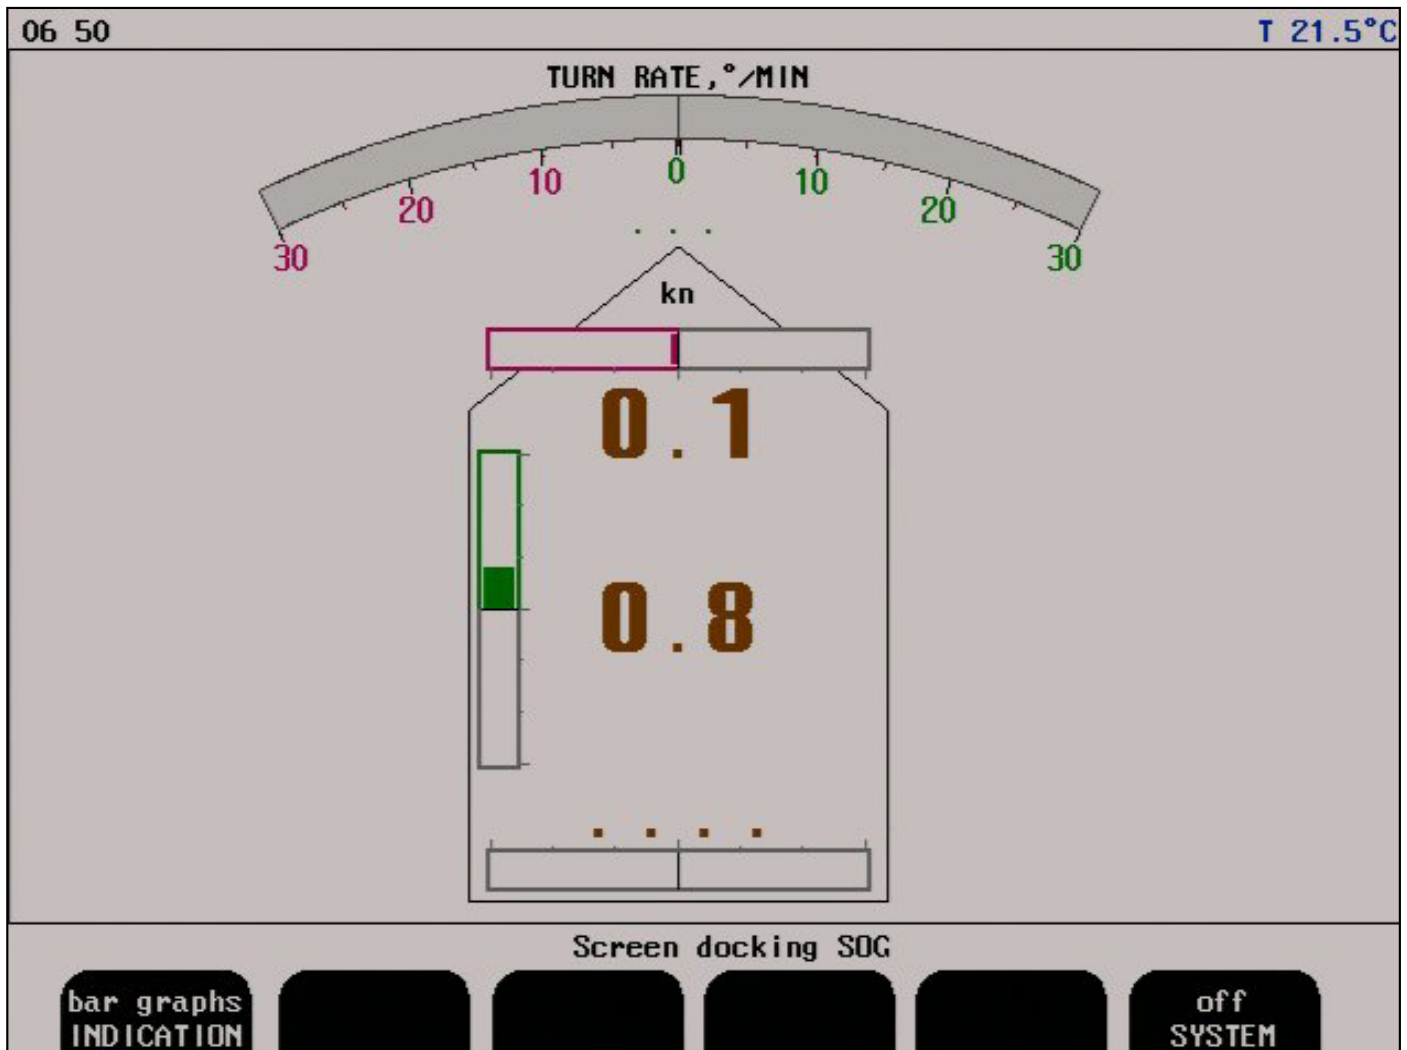 06 50
T 21.5°C
TURN RATE,°/MIN
30 20 10 0 10 20 30
. . .
kn
0.1
0.8
. . . .
Screen docking SOG
bar graphs
INDICATION
off
SYSTEM